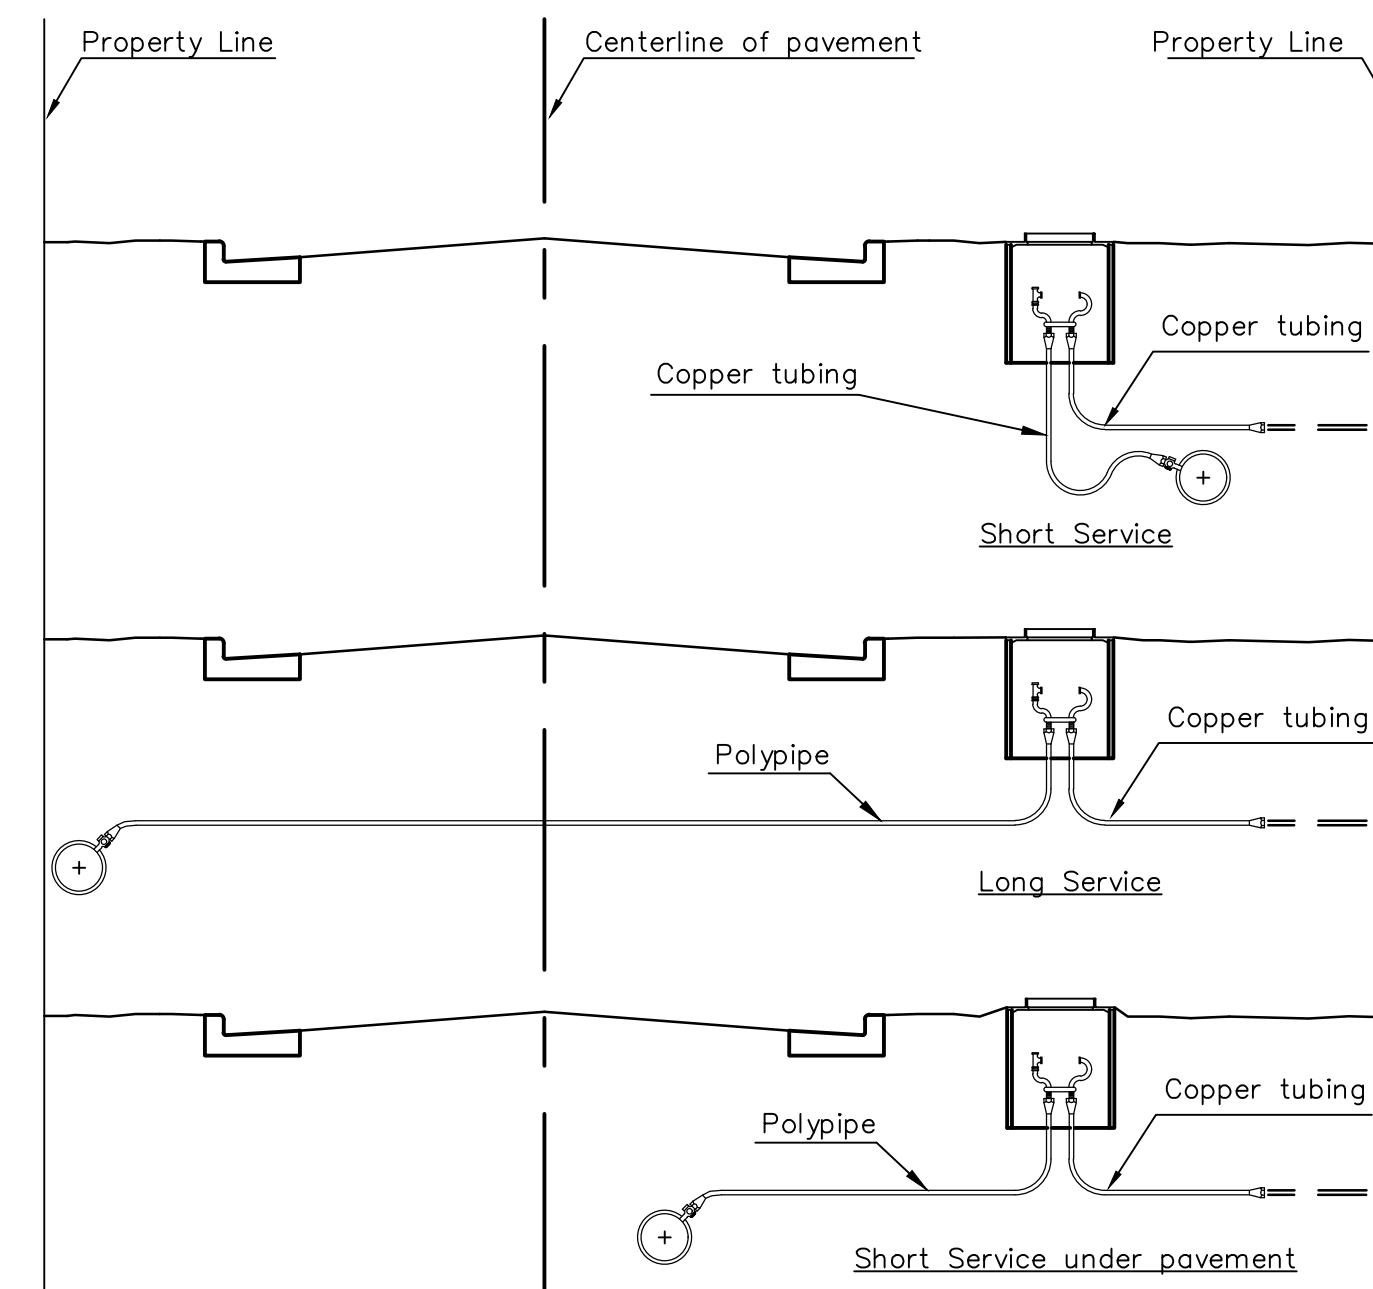 Property Line
Centerline of pavement
Property Line
Copper tubing
Copper tubing
Short Service
Copper tubing
Polypipe
Long Service
Copper tubing
Polypipe
Short Service under pavement